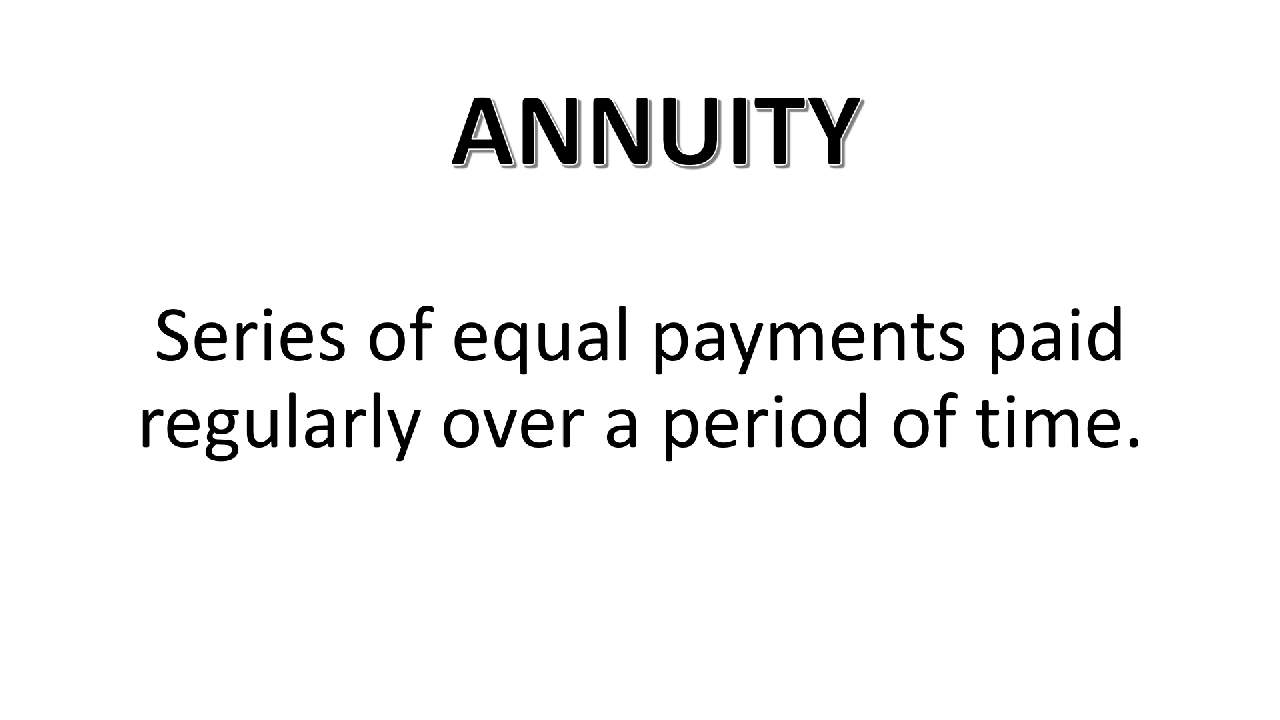 ANNUITY
Series of equal payments paid
regularly over a period of time.